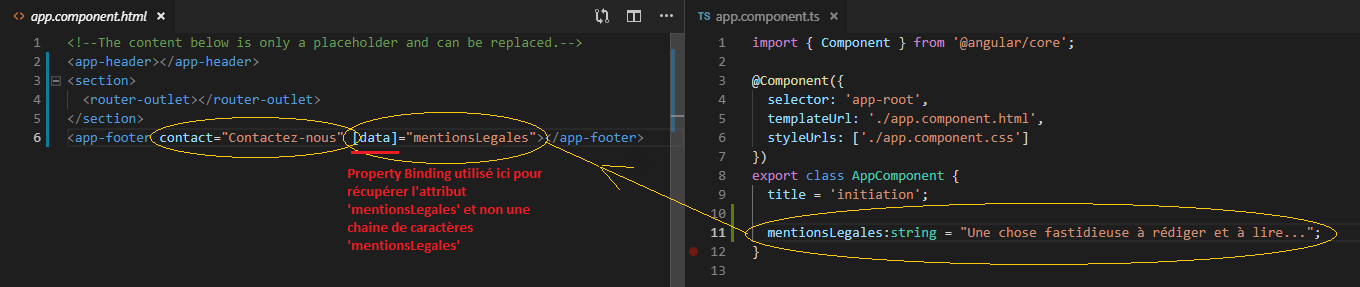 app.component.html
1 <!--The content below is only a placeholder and can be replaced.-->
2 <app-header></app-header>
3 <section>
4 <router-outlet></router-outlet>
5 </section>
6 <app-footer contact="Contactez-nous" [data]="mentionsLegales"></app-footer>
Property Binding utilisé ici pour
récupérer l'attribut
'mentionsLegales' et non une
chaine de caractères
'mentionsLegales'
TS app.component.ts
1 import { Component } from '@angular/core';
2
3 @Component({
4 selector: 'app-root',
5 templateUrl: './app.component.html',
6 styleUrls: ['./app.component.css']
7 })
8 export class AppComponent {
9 title = 'initiation';
10
11 mentionsLegales:string = "Une chose fastidieuse à rédiger et à lire...";
12 }
13